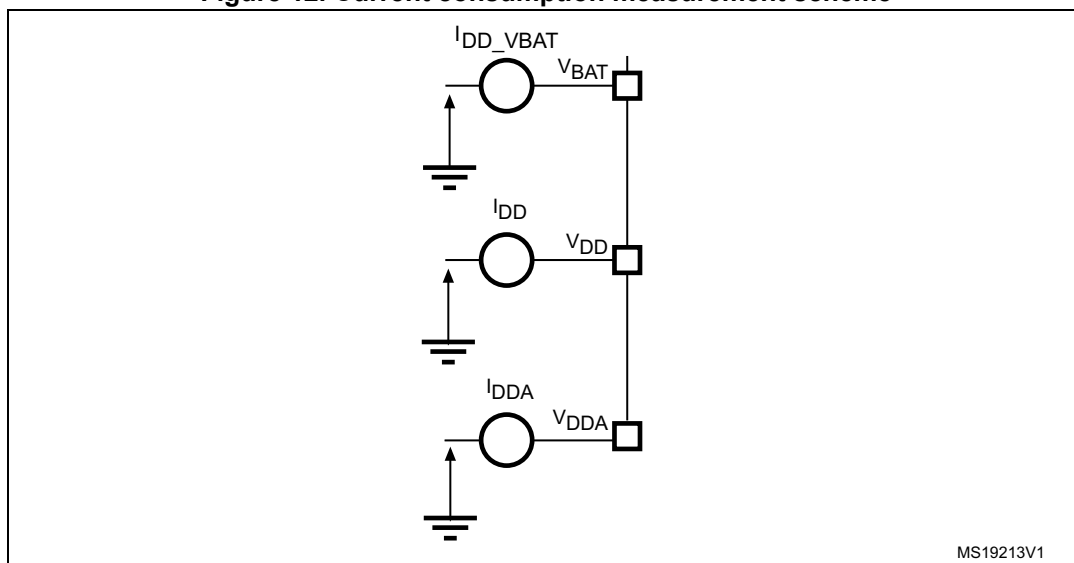 Figure 12. Current consumption measurement scheme
IDD_VBAT
VBAT
IDD
VDD
IDDA
VDDA
MS19213V1